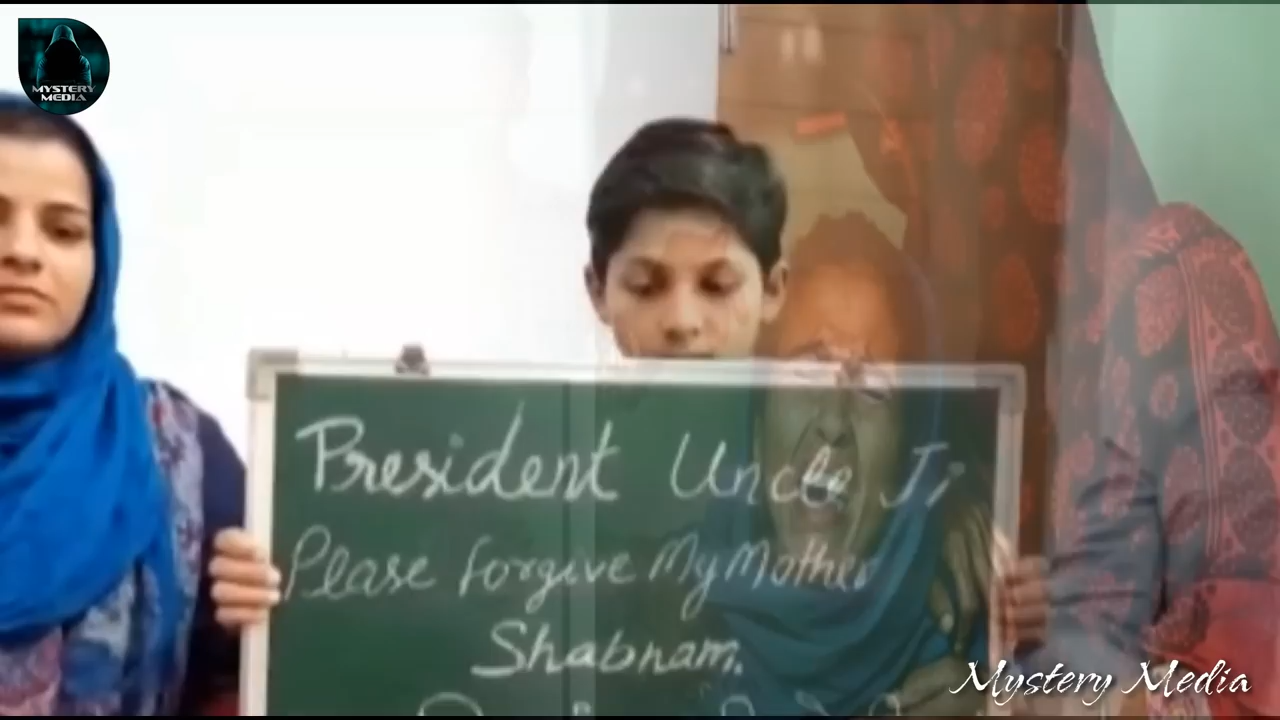 MYSTERY
MEDIA
President Uncle Ji
Please forgive My Mother
Shabnam.
Mystery Media